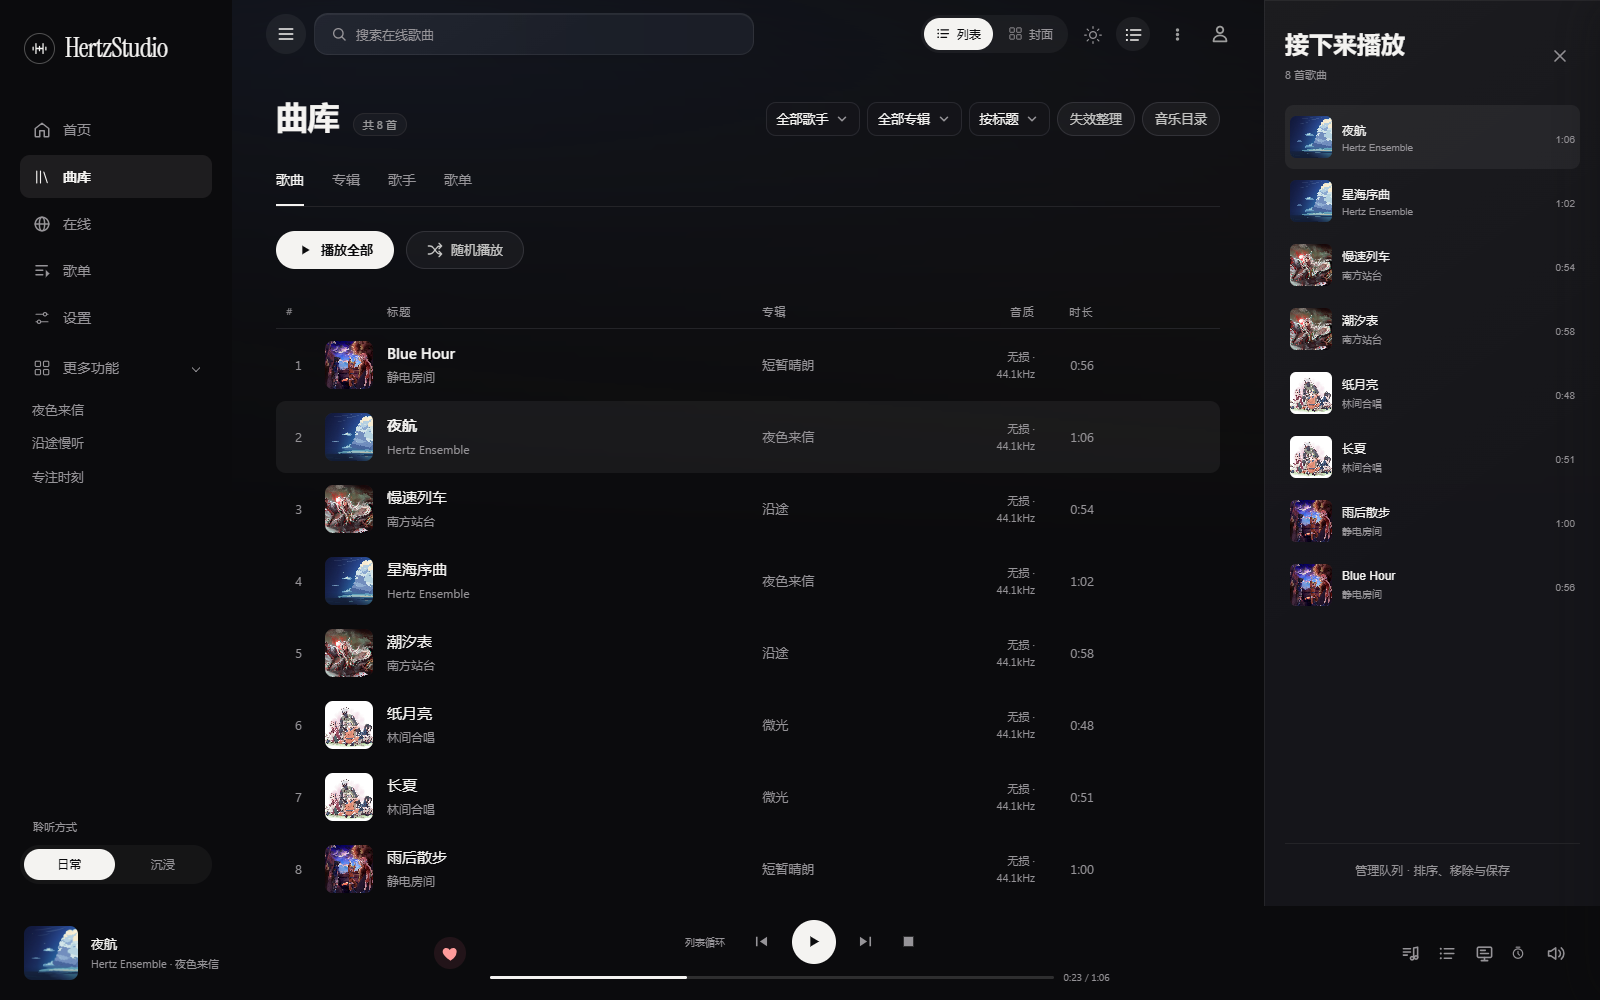 HertzStudio
首页
曲库
在线
歌单
设置
更多功能
夜色来信
沿途慢听
专注时刻
聆听方式
日常
沉浸
搜索在线歌曲
列表
封面
曲库
共 8 首
全部歌手
全部专辑
按标题
失效整理
音乐目录
歌曲
专辑
歌手
歌单
播放全部
随机播放
# 标题 专辑 音质 时长
1 Blue Hour 静电房间 短暂晴朗 无损 · 44.1kHz 0:56
2 夜航 Hertz Ensemble 夜色来信 无损 · 44.1kHz 1:06
3 慢速列车 南方站台 沿途 无损 · 44.1kHz 0:54
4 星海序曲 Hertz Ensemble 夜色来信 无损 · 44.1kHz 1:02
5 潮汐表 南方站台 沿途 无损 · 44.1kHz 0:58
6 纸月亮 林间合唱 微光 无损 · 44.1kHz 0:48
7 长夏 林间合唱 微光 无损 · 44.1kHz 0:51
8 雨后散步 静电房间 短暂晴朗 无损 · 44.1kHz 1:00
接下来播放
8 首歌曲
夜航
Hertz Ensemble
1:06
星海序曲
Hertz Ensemble
1:02
慢速列车
南方站台
0:54
潮汐表
南方站台
0:58
纸月亮
林间合唱
0:48
长夏
林间合唱
0:51
雨后散步
静电房间
1:00
Blue Hour
静电房间
0:56
管理队列 · 排序、移除与保存
夜航
Hertz Ensemble · 夜色来信
列表循环
0:23 / 1:06